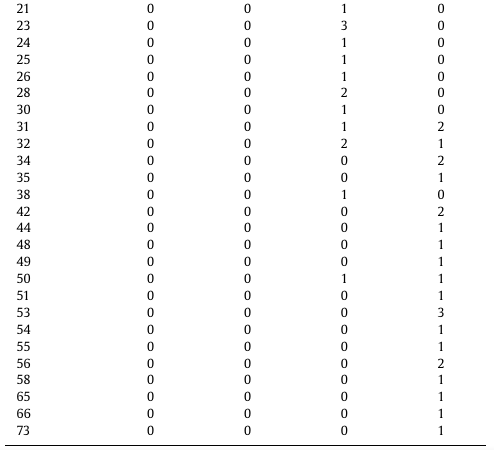 21 0 0 1 0
23 0 0 3 0
24 0 0 1 0
25 0 0 1 0
26 0 0 1 0
28 0 0 2 0
30 0 0 1 0
31 0 0 1 2
32 0 0 2 1
34 0 0 0 2
35 0 0 0 1
38 0 0 1 0
42 0 0 0 2
44 0 0 0 1
48 0 0 0 1
49 0 0 0 1
50 0 0 1 1
51 0 0 0 1
53 0 0 0 3
54 0 0 0 1
55 0 0 0 1
56 0 0 0 2
58 0 0 0 1
65 0 0 0 1
66 0 0 0 1
73 0 0 0 1